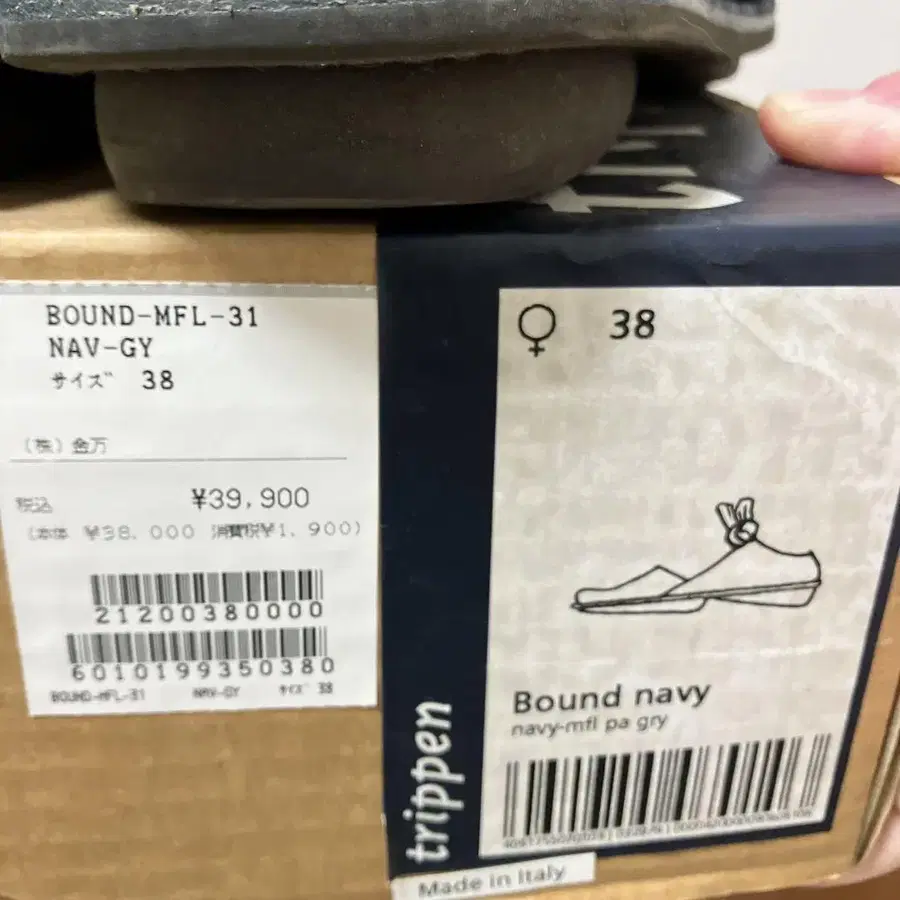 BOUND-MFL-31
NAV-GY
サイズ 38
(株) 金万
税込 ¥39,900
(本体 ¥38,000 消費税¥1,900)
21200380000
6010199350380
BOUND-MFL-31 NAV-GY サイズ 38
♀ 38
Bound navy
navy-mfl pa gry
trippen
Made in Italy